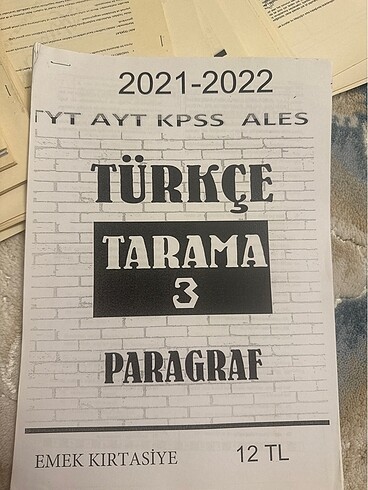 2021-2022
TYT AYT KPSS ALES
TÜRKÇE
TARAMA
3
PARAGRAF
EMEK KIRTASİYE 12 TL